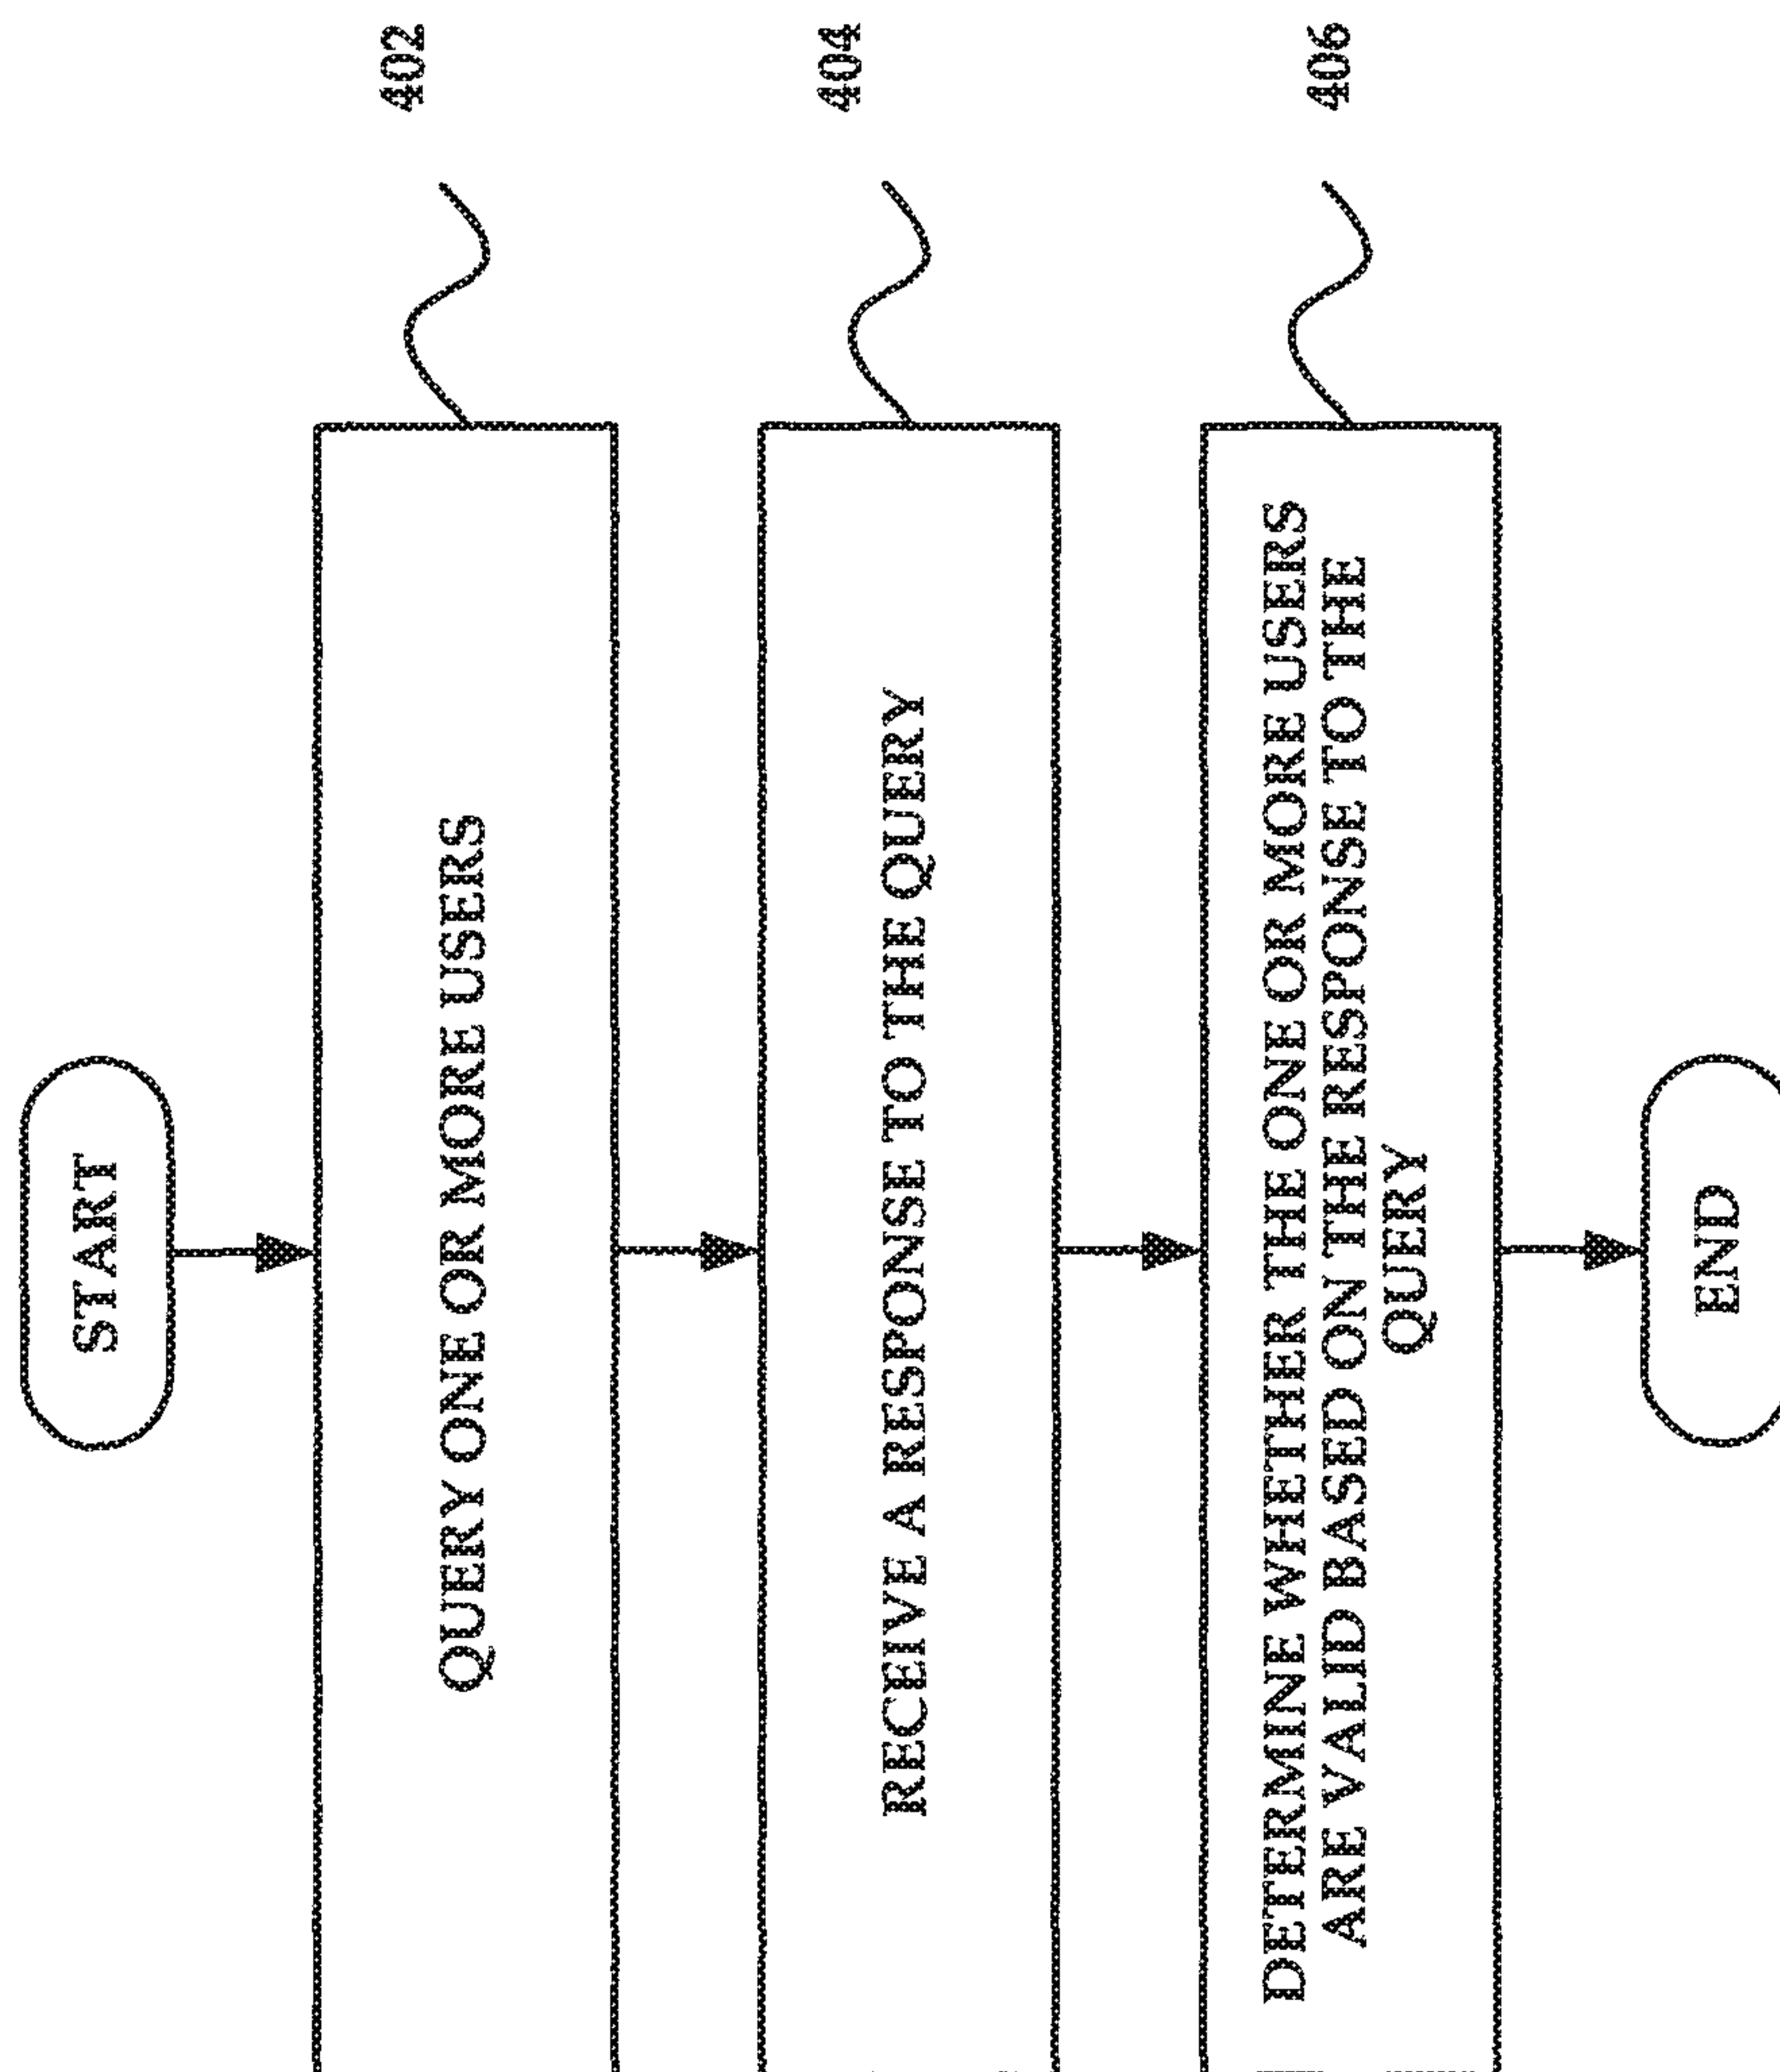 START
402
QUERY ONE OR MORE USERS
404
RECEIVE A RESPONSE TO THE QUERY
406
DETERMINE WHETHER THE ONE OR MORE USERS
ARE VALID BASED ON THE RESPONSE TO THE
QUERY
END